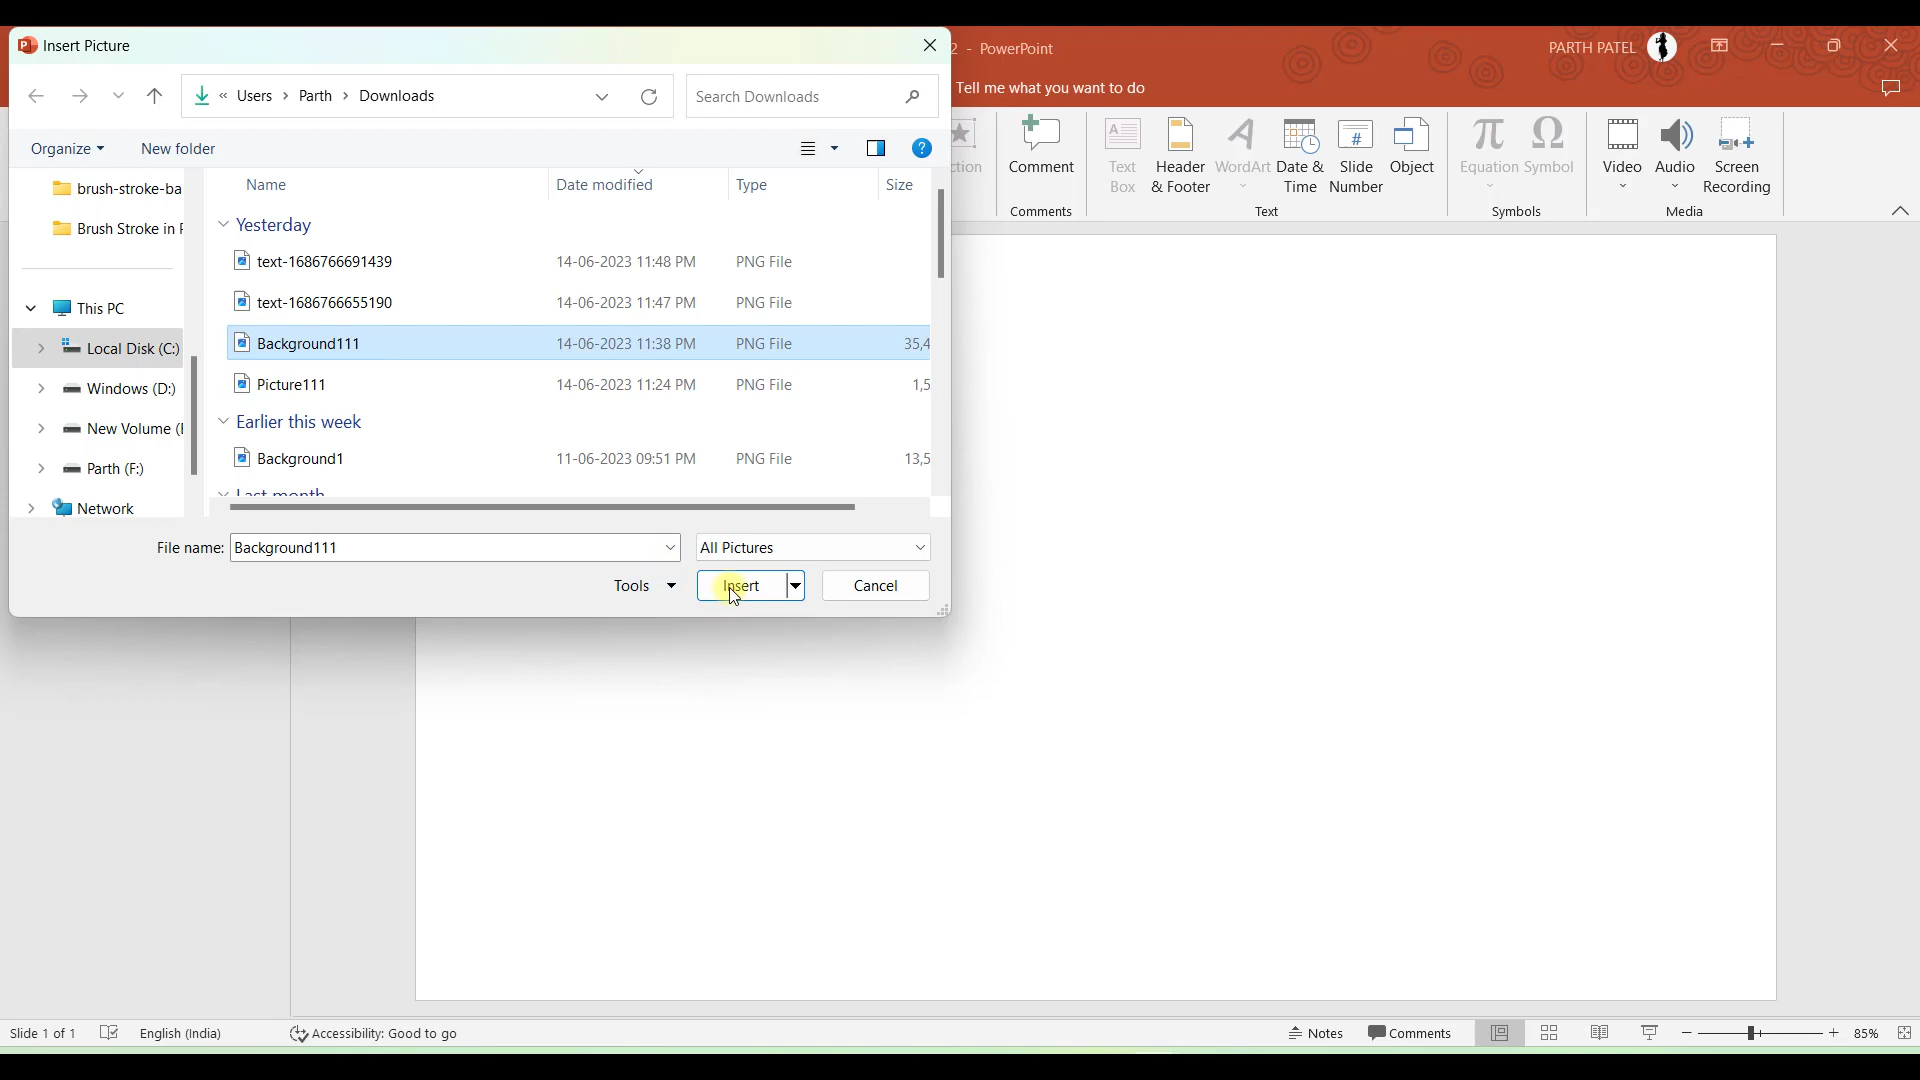 Insert Picture
2 - PowerPoint
PARTH PATEL
Users > Parth > Downloads
Search Downloads
Tell me what you want to do
Organize
New folder
Name
Date modified
Type
Size
brush-stroke-ba
Brush Stroke in
This PC
Local Disk (C:)
Windows (D:)
New Volume (
Parth (F:)
Network
Yesterday
text-1686766691439 14-06-2023 11:48 PM PNG File
text-1686766655190 14-06-2023 11:47 PM PNG File
Background111 14-06-2023 11:38 PM PNG File 35,4
Picture111 14-06-2023 11:24 PM PNG File 1,5
Earlier this week
Background1 11-06-2023 09:51 PM PNG File 13,5
Last month
File name: Background111
All Pictures
Tools
Insert
Cancel
tion
Comment
Comments
Text Box
Header & Footer
WordArt
Date & Time
Slide Number
Object
Text
Equation
Symbol
Symbols
Video
Audio
Screen Recording
Media
Slide 1 of 1
English (India)
Accessibility: Good to go
Notes
Comments
85%